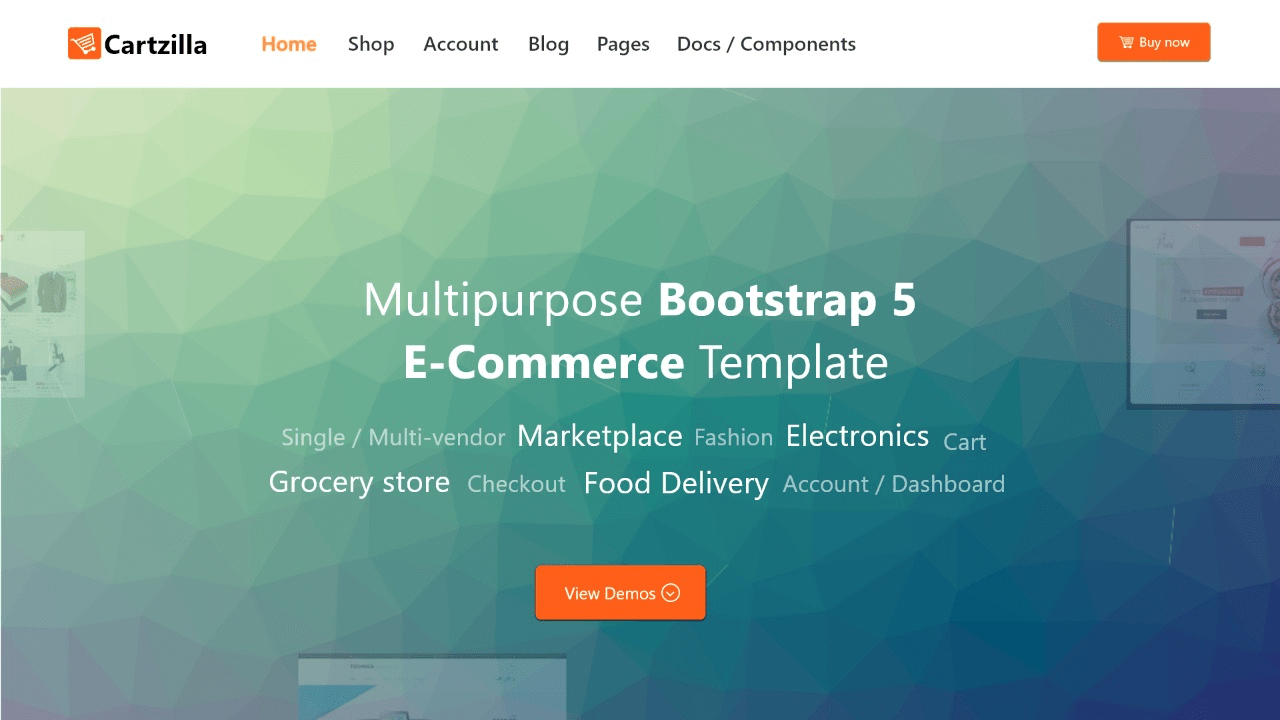 Cartzilla Home Shop Account Blog Pages Docs / Components Buy now
Multipurpose Bootstrap 5
E-Commerce Template
Single / Multi-vendor Marketplace Fashion Electronics Cart
Grocery store Checkout Food Delivery Account / Dashboard
View Demos